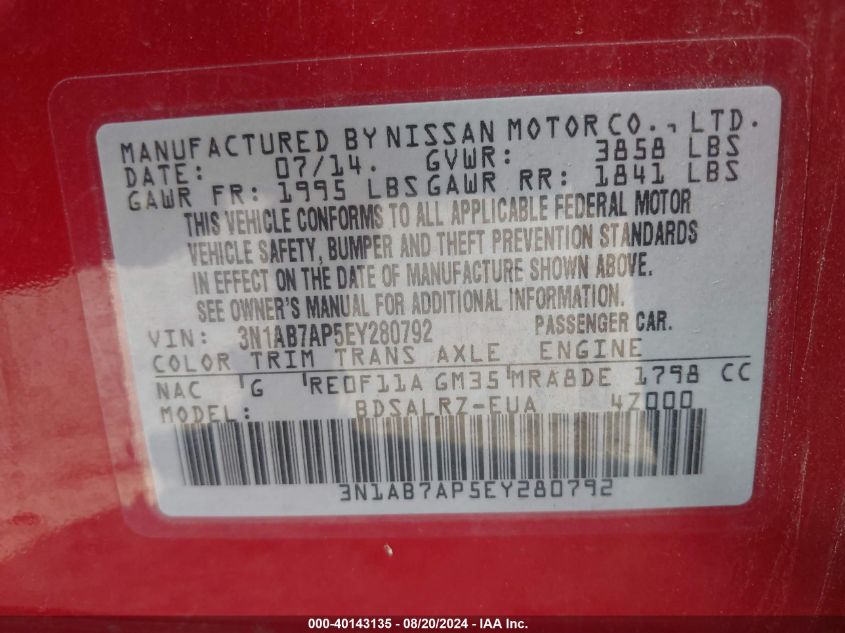 MANUFACTURED BY NISSAN MOTOR CO., LTD.
DATE: 07/14. GVWR: 3858 LBS
GAWR FR: 1995 LBS GAWR RR: 1841 LBS
THIS VEHICLE CONFORMS TO ALL APPLICABLE FEDERAL MOTOR
VEHICLE SAFETY, BUMPER AND THEFT PREVENTION STANDARDS
IN EFFECT ON THE DATE OF MANUFACTURE SHOWN ABOVE.
SEE OWNER'S MANUAL FOR ADDITIONAL INFORMATION.
VIN: 3N1AB7AP5EY280792 PASSENGER CAR.
COLOR TRIM TRANS AXLE ENGINE
NAC G RE0F11A GM35 MRA8DE 1798 CC
MODEL: BDSALRZ-EUA 4Z000
3N1AB7AP5EY280792
000-40143135 - 08/20/2024 - IAA Inc.